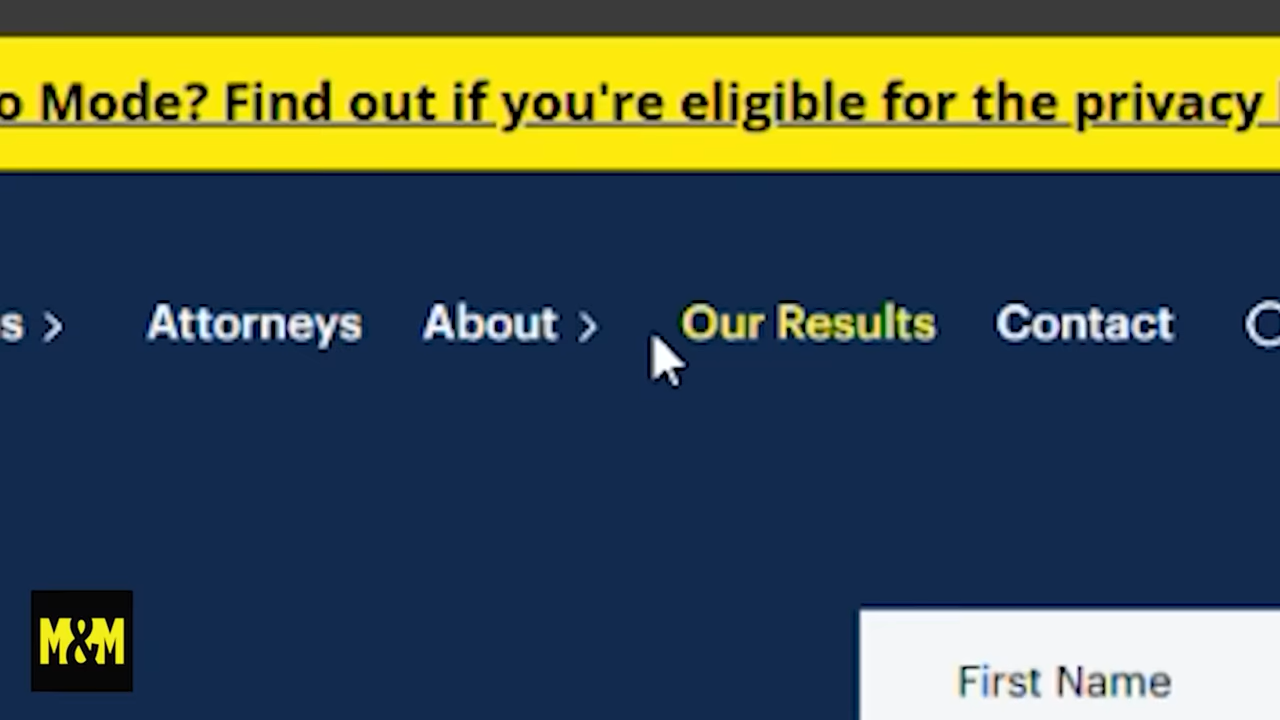 o Mode? Find out if you're eligible for the privacy
s > Attorneys About > Our Results Contact
M&M
First Name